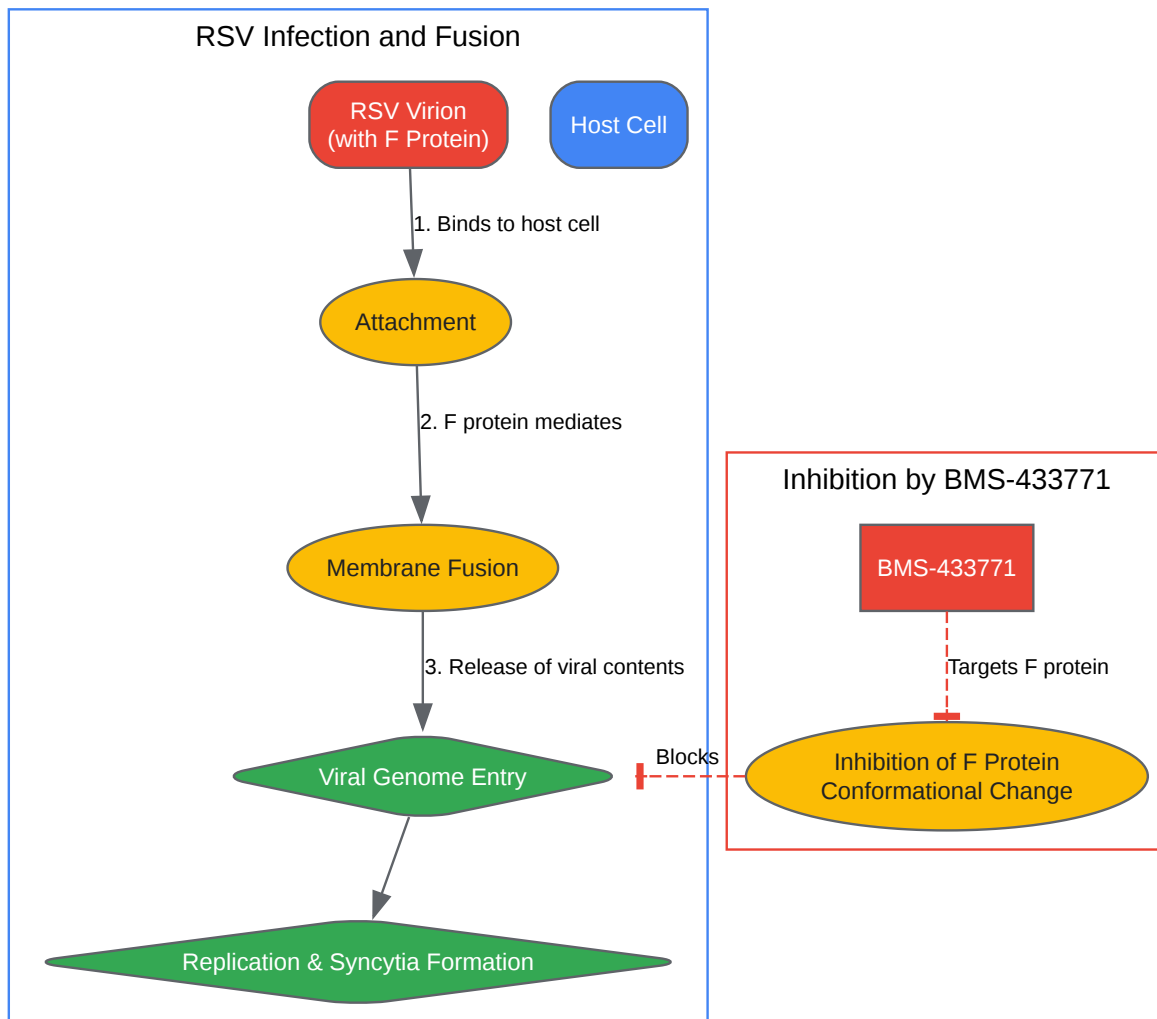 RSV Infection and Fusion
RSV Virion
(with F Protein)
Host Cell
1. Binds to host cell
Attachment
2. F protein mediates
Membrane Fusion
3. Release of viral contents
Viral Genome Entry
Replication & Syncytia Formation
Inhibition by BMS-433771
BMS-433771
Targets F protein
Inhibition of F Protein
Conformational Change
Blocks